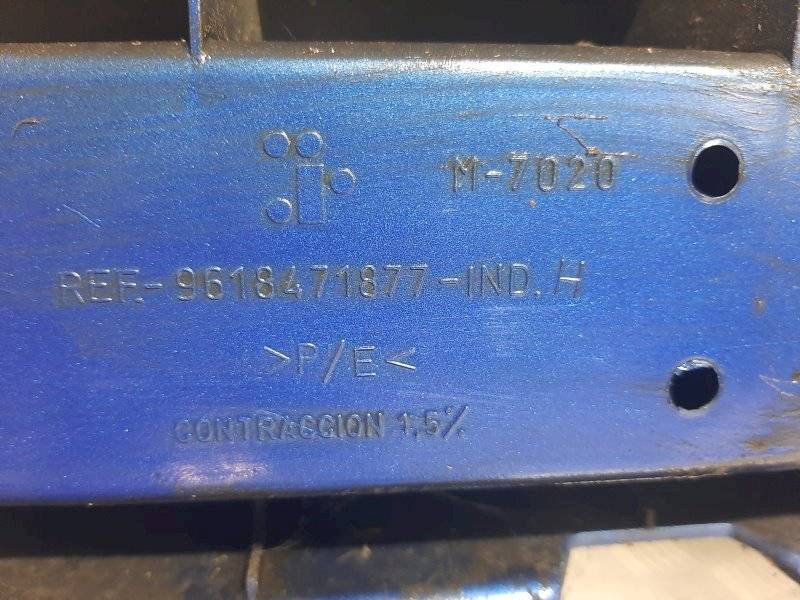 M-7020
REF.-9618471877-IND.H
>P/E<
CONTRACCION 1,5%